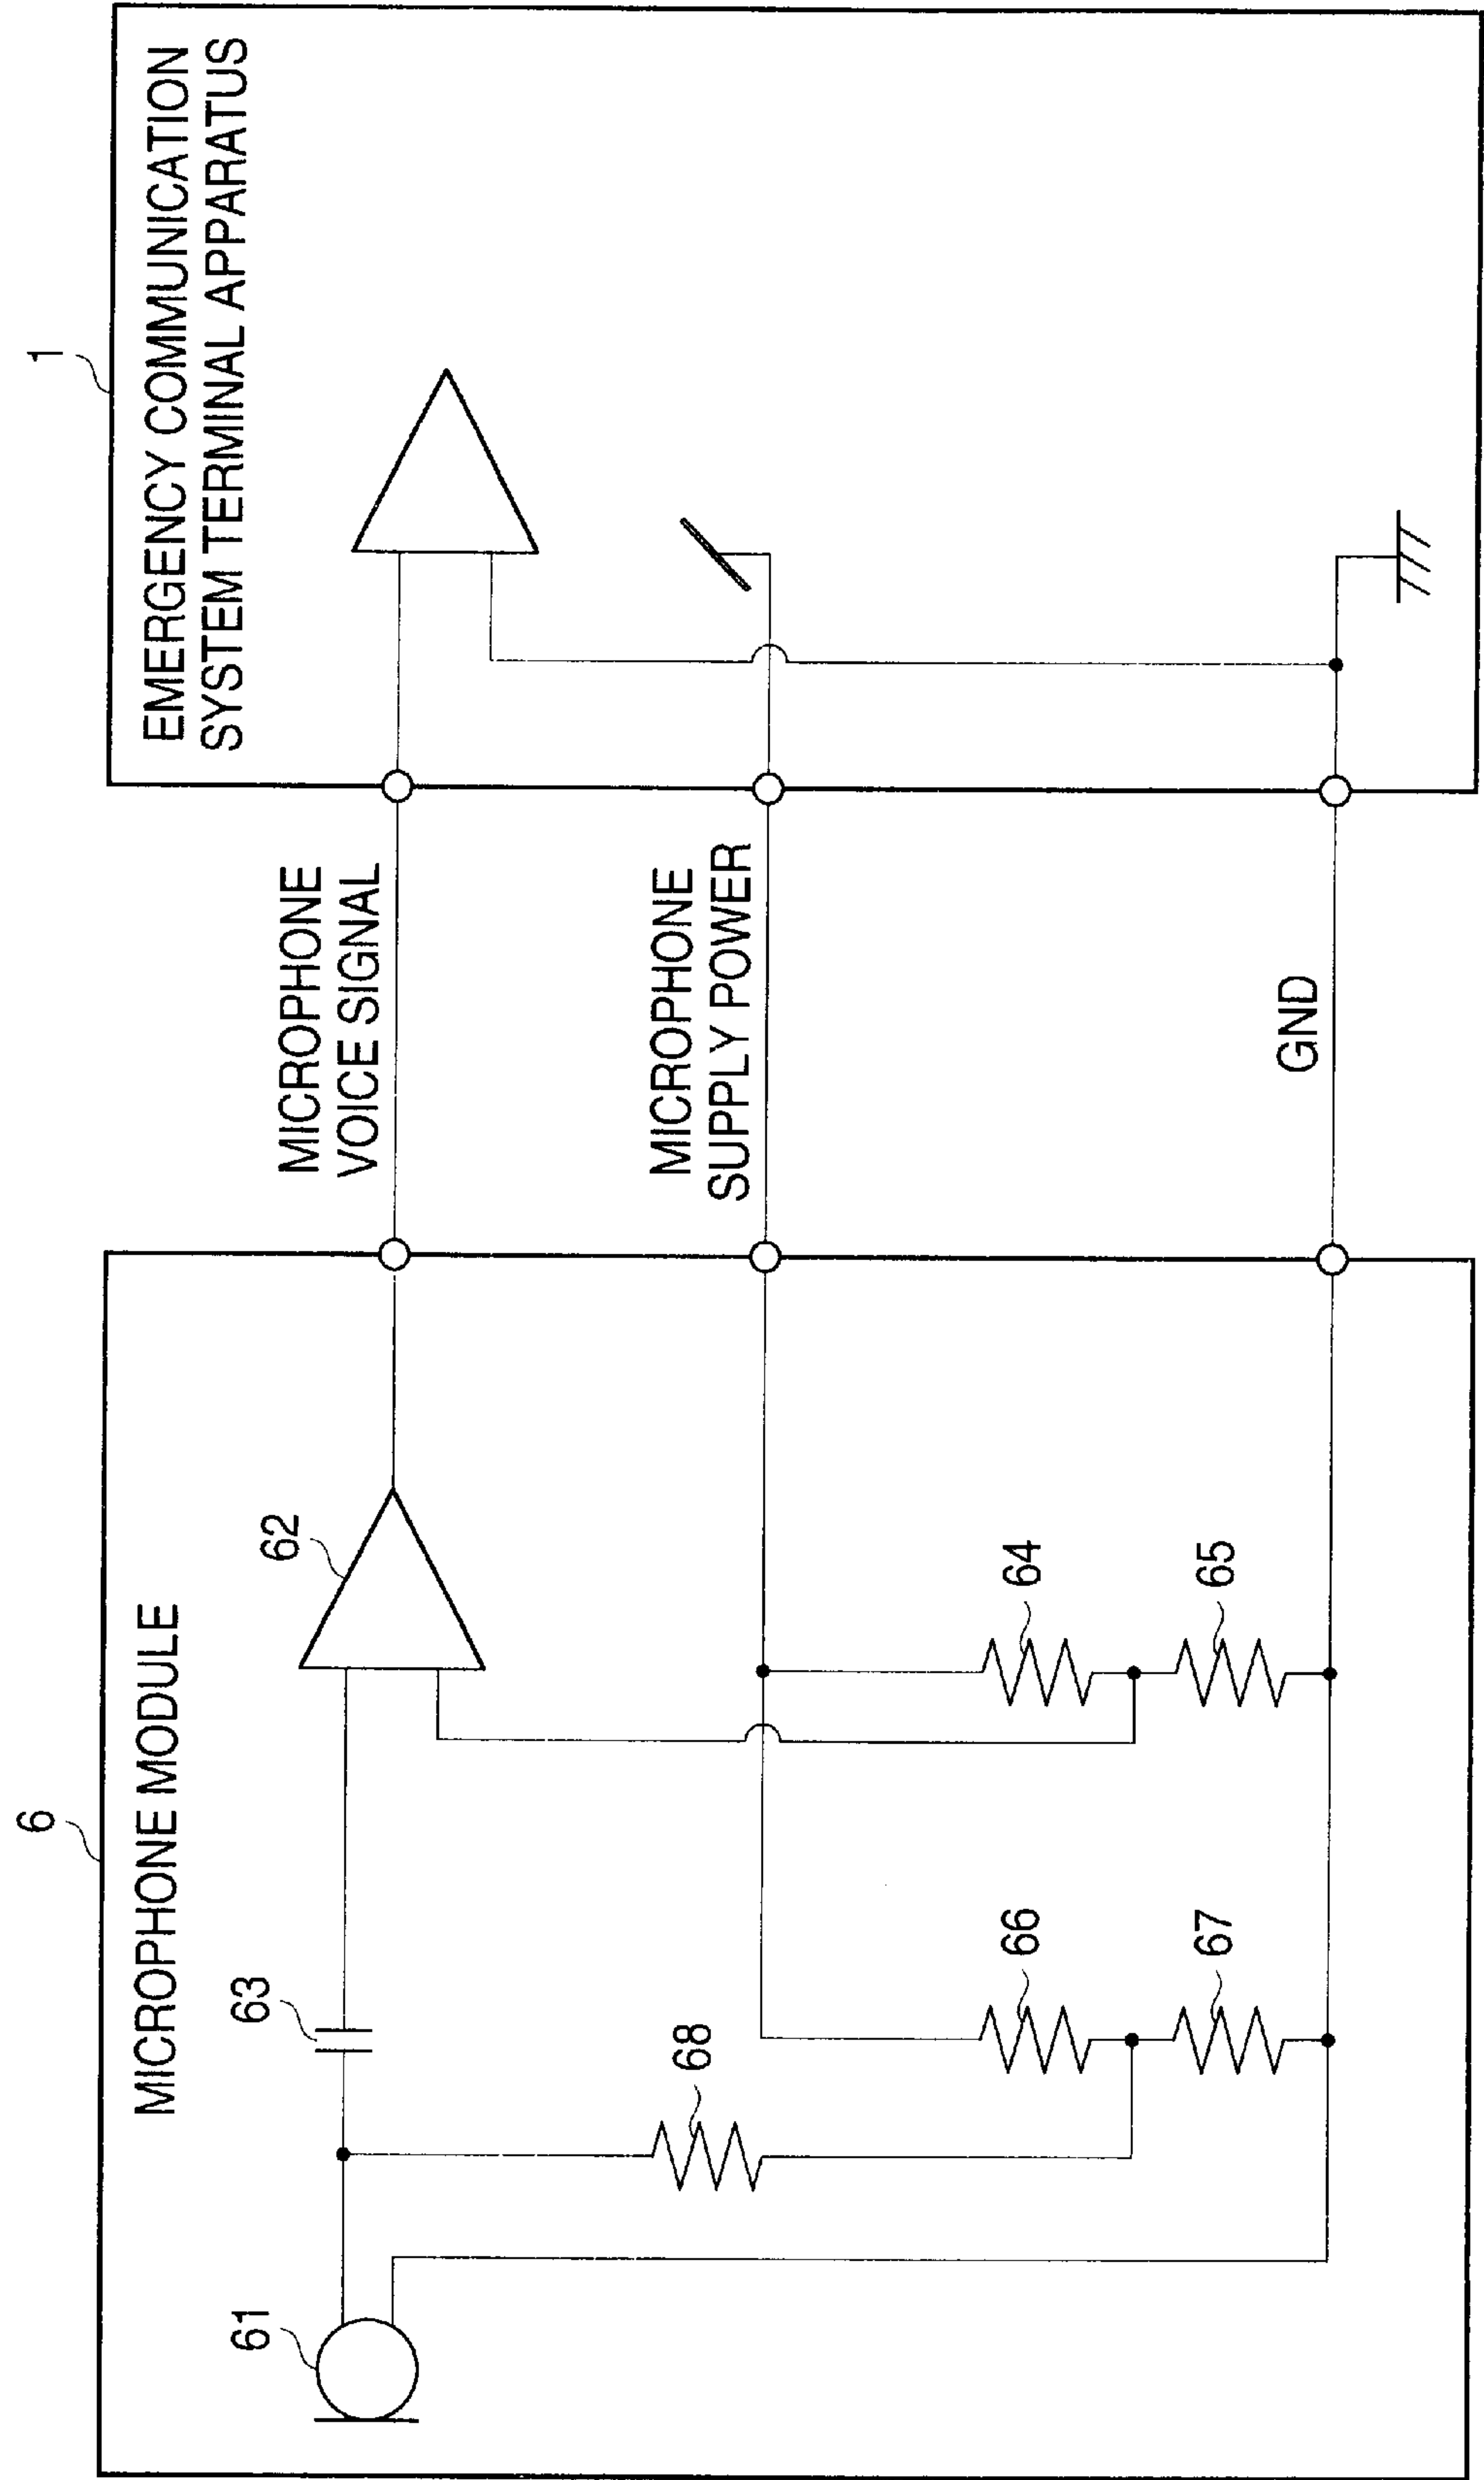 6
MICROPHONE MODULE
61
63
62
68
66
67
64
65
MICROPHONE
VOICE SIGNAL
MICROPHONE
SUPPLY POWER
GND
1
EMERGENCY COMMUNICATION
SYSTEM TERMINAL APPARATUS